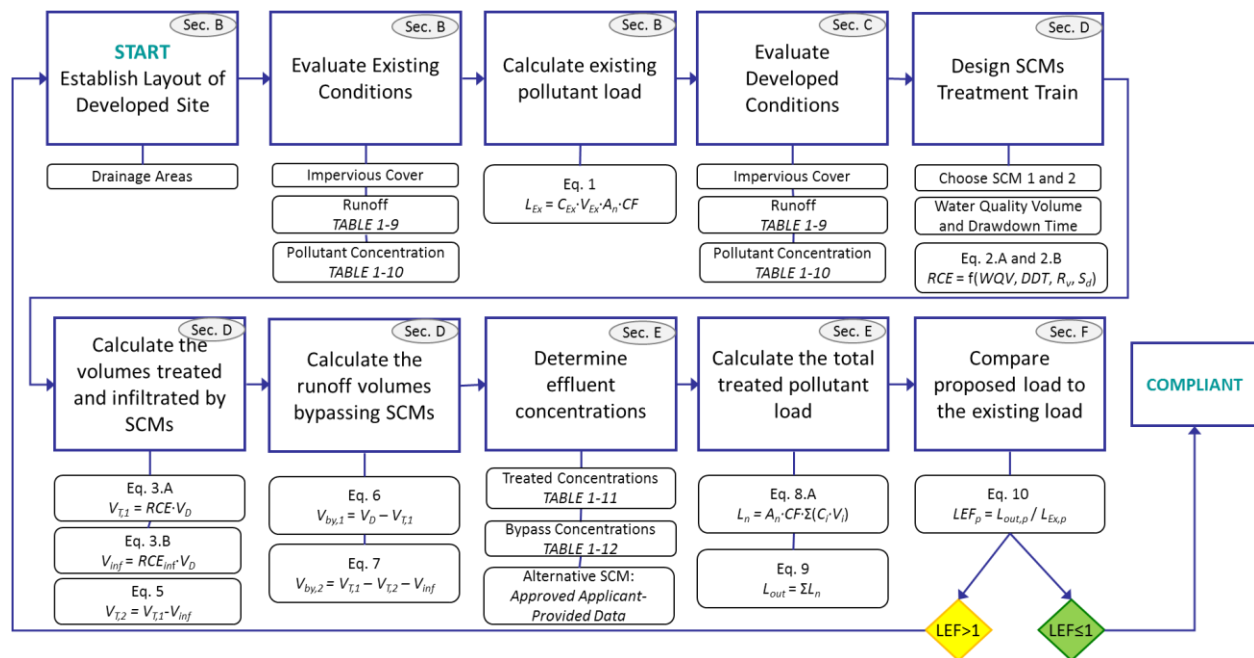 Sec. B
START
Establish Layout of
Developed Site
Drainage Areas
Sec. B
Evaluate Existing
Conditions
Impervious Cover
Runoff
TABLE 1-9
Pollutant Concentration
TABLE 1-10
Sec. B
Calculate existing
pollutant load
Eq. 1
L_Ex = C_Ex·V_Ex·A_n·CF
Sec. C
Evaluate
Developed
Conditions
Impervious Cover
Runoff
TABLE 1-9
Pollutant Concentration
TABLE 1-10
Sec. D
Design SCMs
Treatment Train
Choose SCM 1 and 2
Water Quality Volume
and Drawdown Time
Eq. 2.A and 2.B
RCE = f(WQV, DDT, R_v, S_d)
Sec. D
Calculate the
volumes treated
and infiltrated by
SCMs
Eq. 3.A
V_T,1 = RCE·V_D
Eq. 3.B
V_inf = RCE_inf·V_D
Eq. 5
V_T,2 = V_T,1-V_inf
Sec. D
Calculate the
runoff volumes
bypassing SCMs
Eq. 6
V_by,1 = V_D – V_T,1
Eq. 7
V_by,2 = V_T,1 – V_T,2 – V_inf
Sec. E
Determine
effluent
concentrations
Treated Concentrations
TABLE 1-11
Bypass Concentrations
TABLE 1-12
Alternative SCM:
Approved Applicant-
Provided Data
Sec. E
Calculate the total
treated pollutant
load
Eq. 8.A
L_n = A_n·CF·Σ(C_i·V_i)
Eq. 9
L_out = ΣL_n
Sec. F
Compare
proposed load to
the existing load
Eq. 10
LEF_p = L_out,p / L_Ex,p
LEF>1
LEF≤1
COMPLIANT